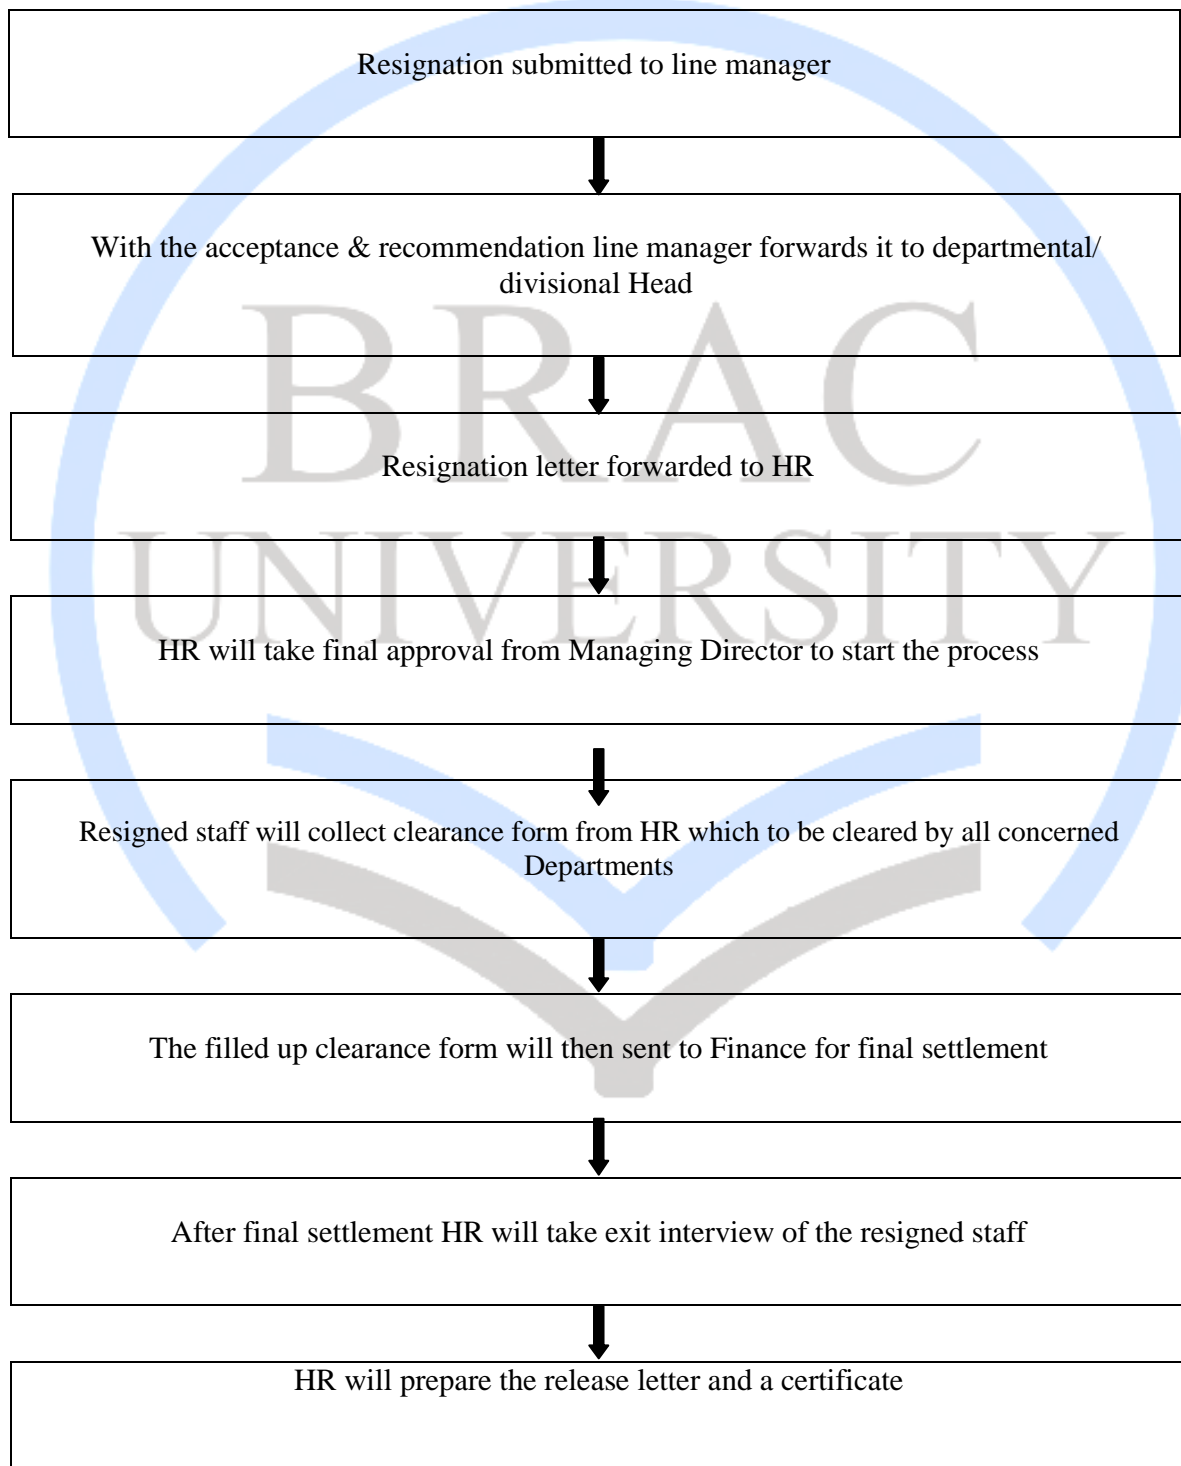 Resignation submitted to line manager
With the acceptance & recommendation line manager forwards it to departmental/
divisional Head
BRAC
Resignation letter forwarded to HR
UNIVERSITY
HR will take final approval from Managing Director to start the process
Resigned staff will collect clearance form from HR which to be cleared by all concerned
Departments
The filled up clearance form will then sent to Finance for final settlement
After final settlement HR will take exit interview of the resigned staff
HR will prepare the release letter and a certificate